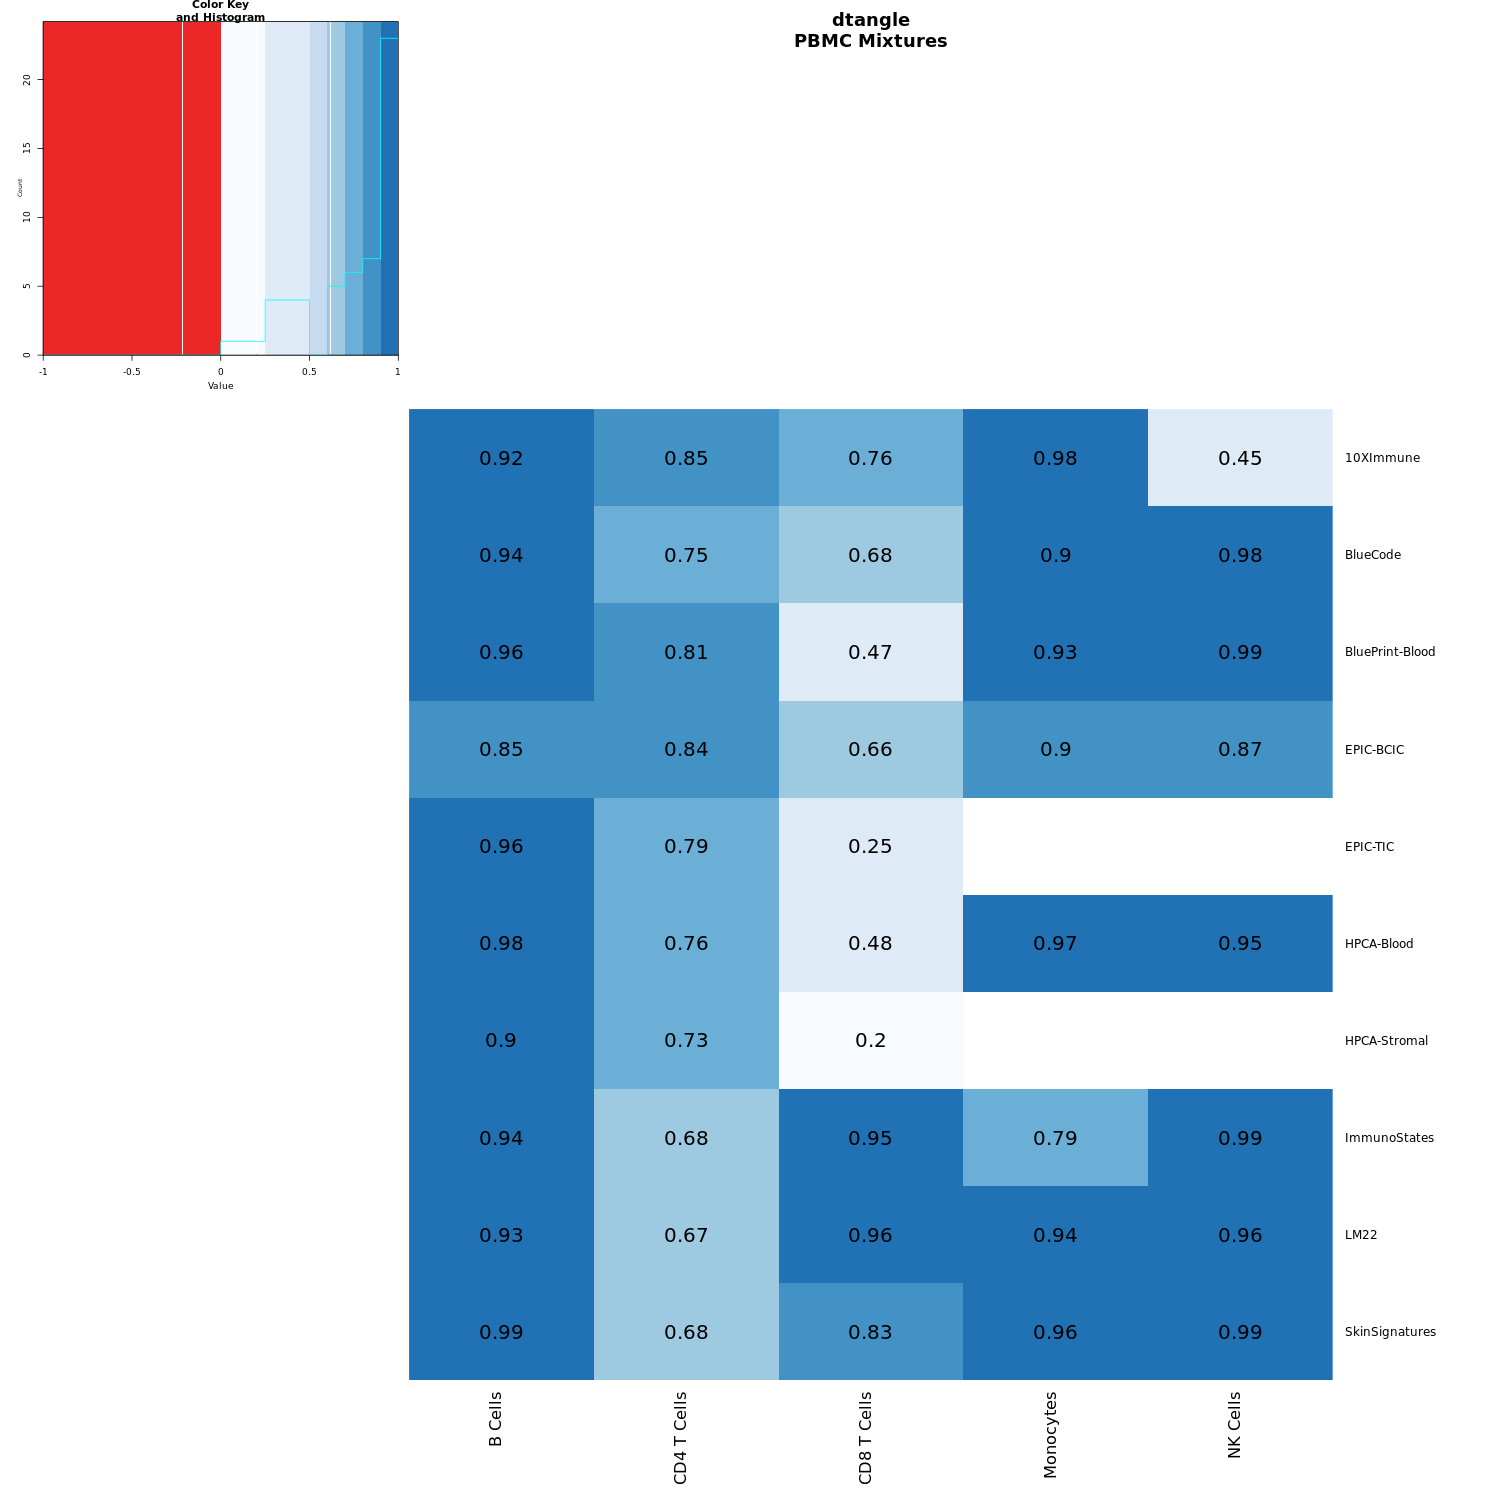 Color Key
and Histogram
dtangle
PBMC Mixtures
20
15
10
5
0
Count
-1 -0.5 0 0.5 1
Value
0.92 0.85 0.76 0.98 0.45 10XImmune
0.94 0.75 0.68 0.9 0.98 BlueCode
0.96 0.81 0.47 0.93 0.99 BluePrint-Blood
0.85 0.84 0.66 0.9 0.87 EPIC-BCIC
0.96 0.79 0.25 EPIC-TIC
0.98 0.76 0.48 0.97 0.95 HPCA-Blood
0.9 0.73 0.2 HPCA-Stromal
0.94 0.68 0.95 0.79 0.99 ImmunoStates
0.93 0.67 0.96 0.94 0.96 LM22
0.99 0.68 0.83 0.96 0.99 SkinSignatures
B Cells
CD4 T Cells
CD8 T Cells
Monocytes
NK Cells